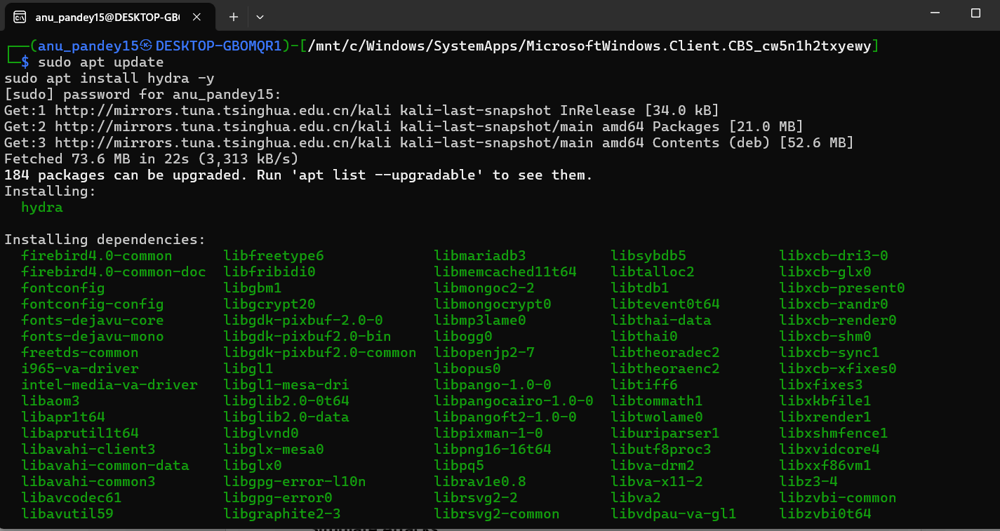 anu_pandey15@DESKTOP-GB
┌──(anu_pandey15㉿DESKTOP-GBOMQR1)-[/mnt/c/Windows/SystemApps/MicrosoftWindows.Client.CBS_cw5n1h2txyewy]
└─$ sudo apt update
sudo apt install hydra -y
[sudo] password for anu_pandey15:
Get:1 http://mirrors.tuna.tsinghua.edu.cn/kali kali-last-snapshot InRelease [34.0 kB]
Get:2 http://mirrors.tuna.tsinghua.edu.cn/kali kali-last-snapshot/main amd64 Packages [21.0 MB]
Get:3 http://mirrors.tuna.tsinghua.edu.cn/kali kali-last-snapshot/main amd64 Contents (deb) [52.6 MB]
Fetched 73.6 MB in 22s (3,313 kB/s)
184 packages can be upgraded. Run 'apt list --upgradable' to see them.
Installing:
  hydra

Installing dependencies:
  firebird4.0-common      libfreetype6            libmariadb3          libsybdb5           libxcb-dri3-0
  firebird4.0-common-doc  libfribidi0             libmemcached11t64    libtalloc2          libxcb-glx0
  fontconfig              libgbm1                 libmongoc2-2         libtdb1             libxcb-present0
  fontconfig-config       libgcrypt20             libmongocrypt0       libtevent0t64       libxcb-randr0
  fonts-dejavu-core       libgdk-pixbuf-2.0-0     libmp3lame0          libthai-data        libxcb-render0
  fonts-dejavu-mono       libgdk-pixbuf2.0-bin    libogg0              libthai0            libxcb-shm0
  freetds-common          libgdk-pixbuf2.0-common libopenjp2-7         libtheoradec2       libxcb-sync1
  i965-va-driver          libgl1                  libopus0             libtheoraenc2       libxcb-xfixes0
  intel-media-va-driver   libgl1-mesa-dri         libpango-1.0-0       libtiff6            libxfixes3
  libaom3                 libglib2.0-0t64         libpangocairo-1.0-0  libtommath1         libxkbfile1
  libapr1t64              libglib2.0-data         libpangoft2-1.0-0    libtwolame0         libxrender1
  libaprutil1t64          libglvnd0               libpixman-1-0        liburiparser1       libxshmfence1
  libavahi-client3        libglx-mesa0            libpng16-16t64       libutf8proc3        libxvidcore4
  libavahi-common-data    libglx0                 libpq5               libva-drm2          libxxf86vm1
  libavahi-common3        libgpg-error-l10n       librav1e0.8          libva-x11-2         libz3-4
  libavcodec61            libgpg-error0           librsvg2-2           libva2              libzvbi-common
  libavutil59             libgraphite2-3          librsvg2-common      libvdpau-va-gl1     libzvbi0t64